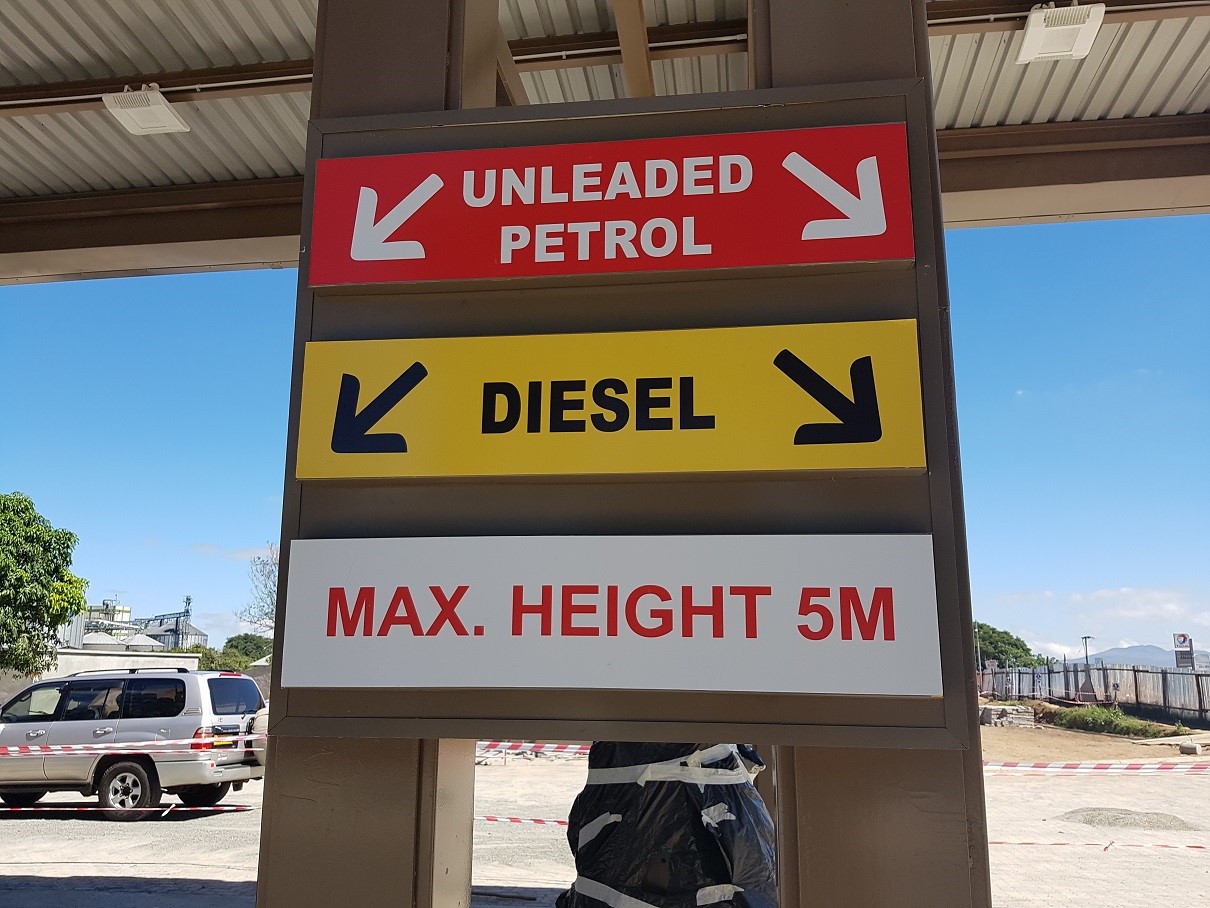 UNLEADED
PETROL
DIESEL
MAX. HEIGHT 5M